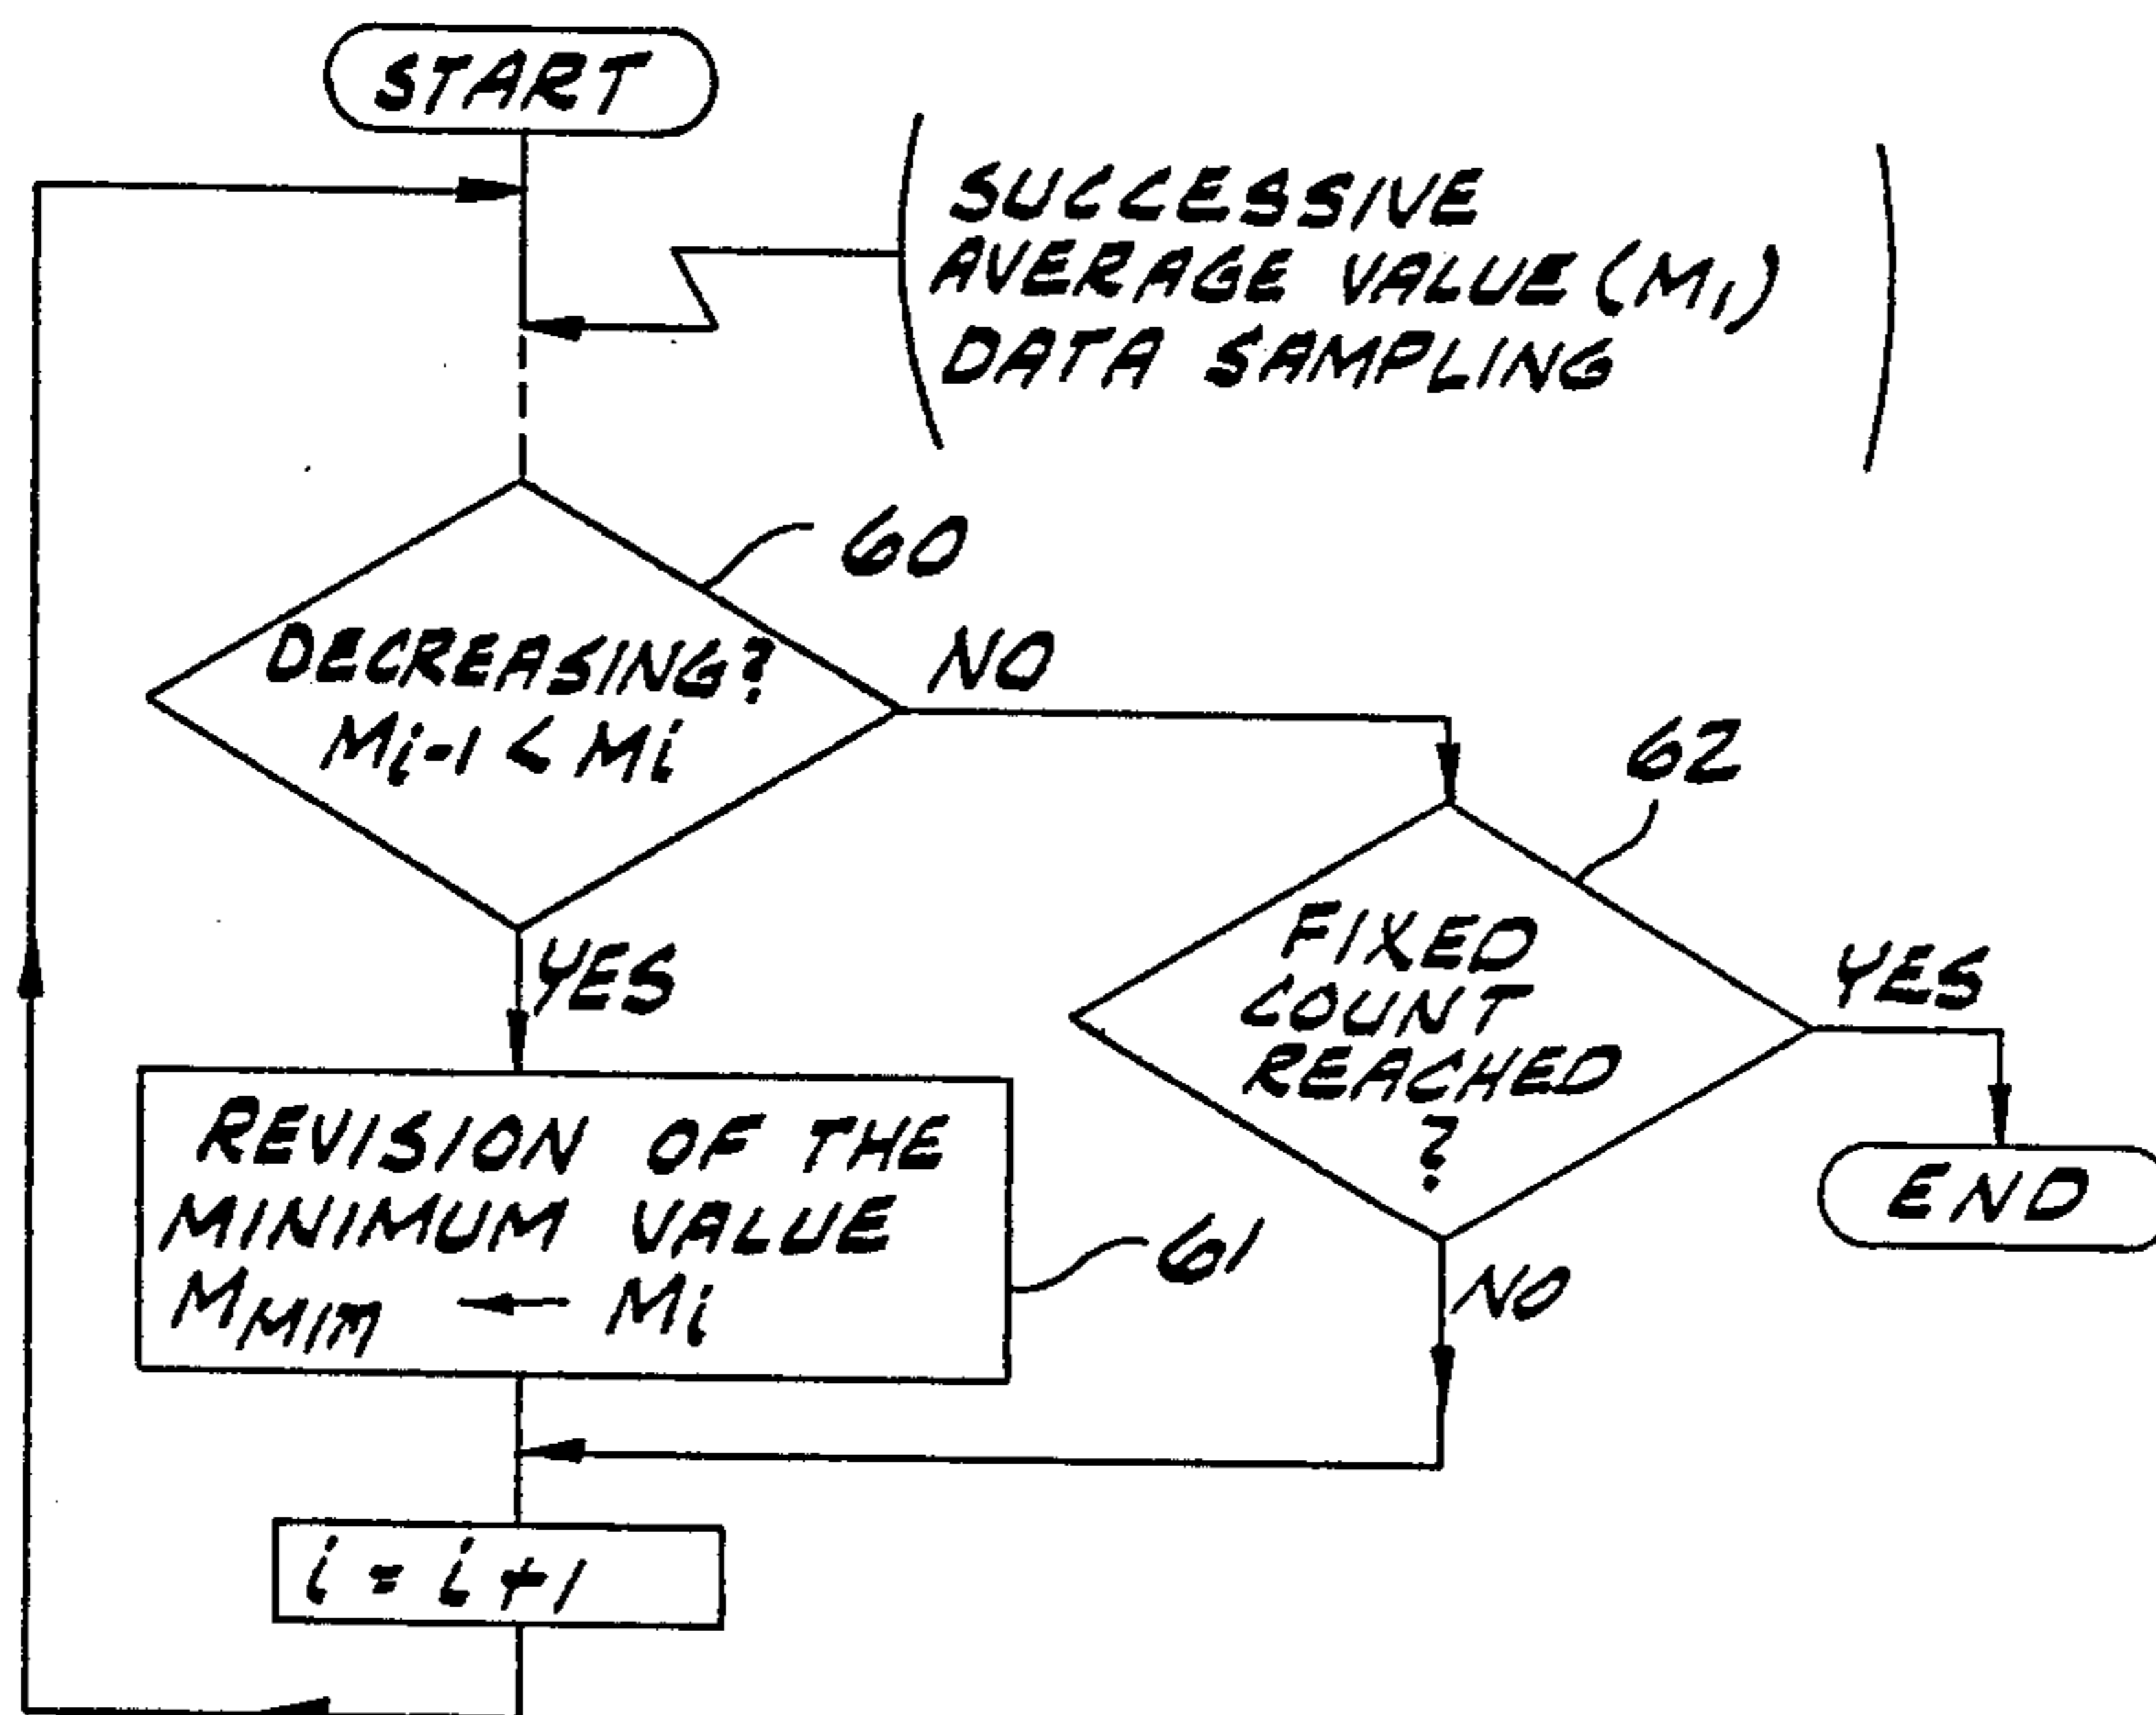 START
SUCCESSIVE
AVERAGE VALUE (Mi)
DATA SAMPLING
60
DECREASING?
Mi-1 < Mi
NO
62
YES
FIXED
COUNT
REACHED
?
YES
REVISION OF THE
MINIMUM VALUE
MMIM ← Mi
61
END
NO
i = i +1